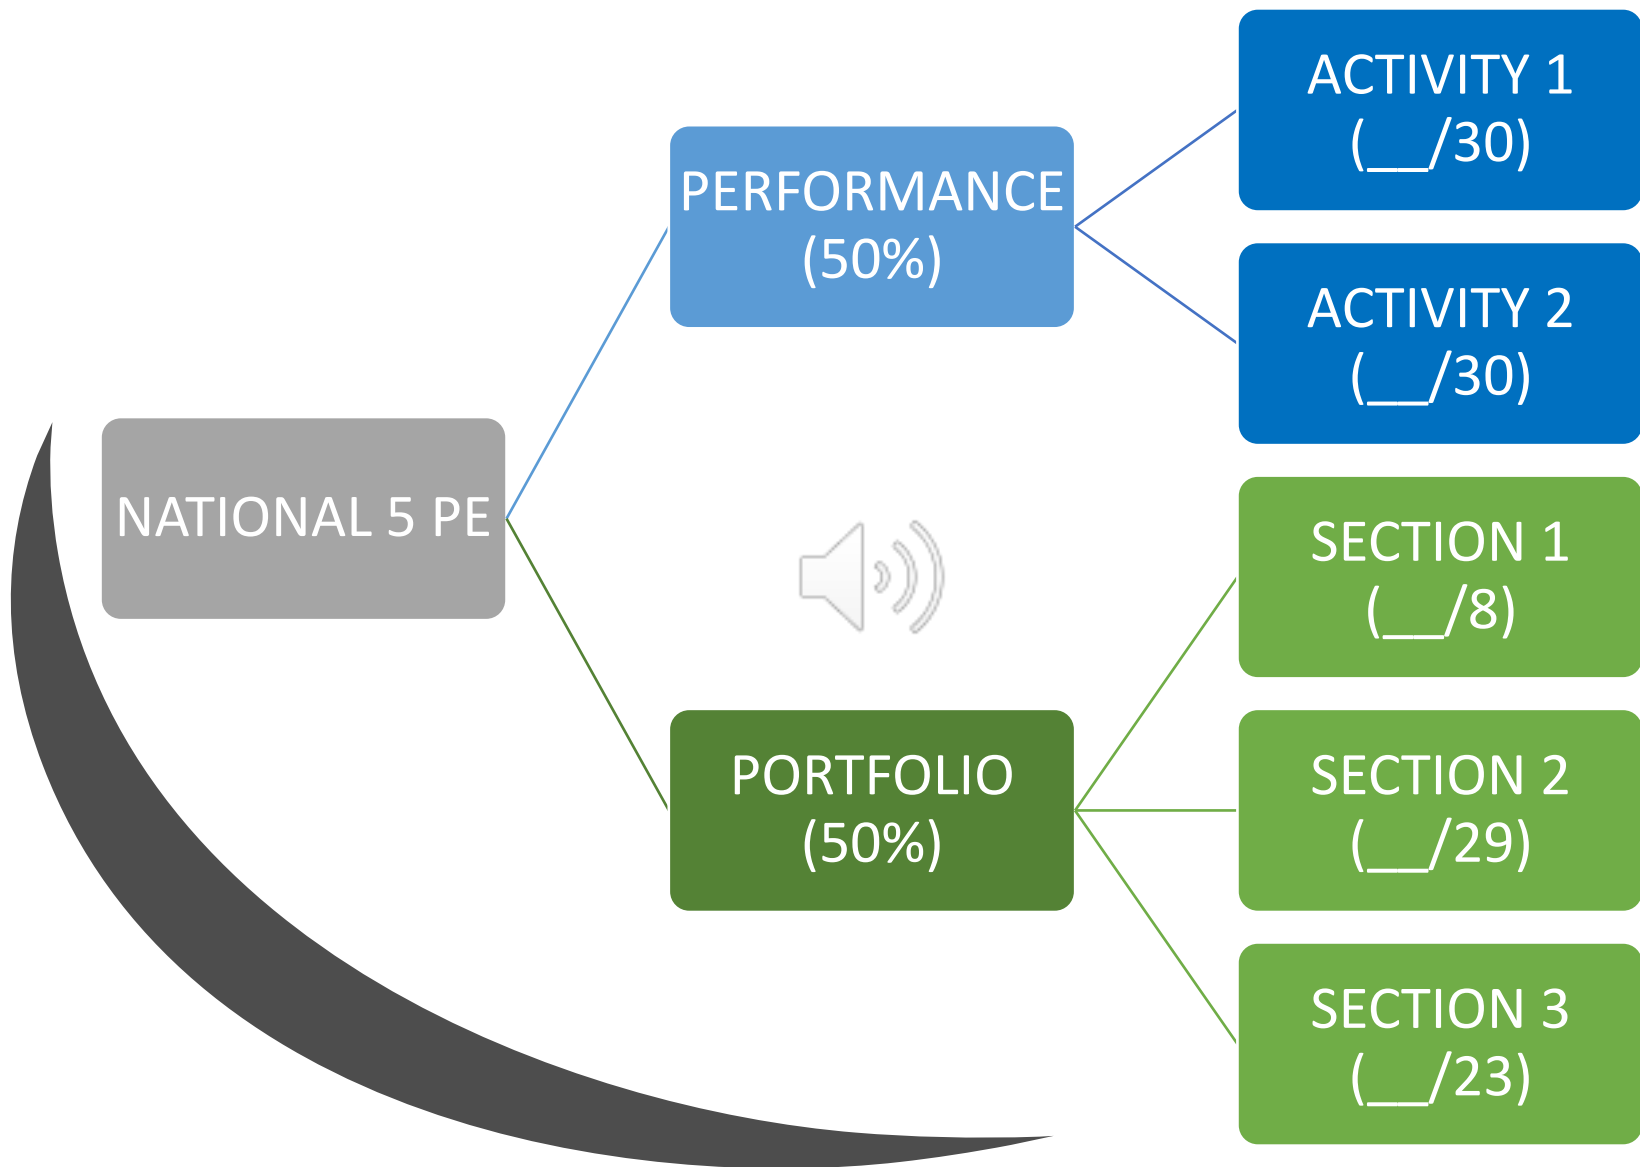 NATIONAL 5 PE
PERFORMANCE
(50%)
ACTIVITY 1
(__/30)
ACTIVITY 2
(__/30)
PORTFOLIO
(50%)
SECTION 1
(__/8)
SECTION 2
(__/29)
SECTION 3
(__/23)